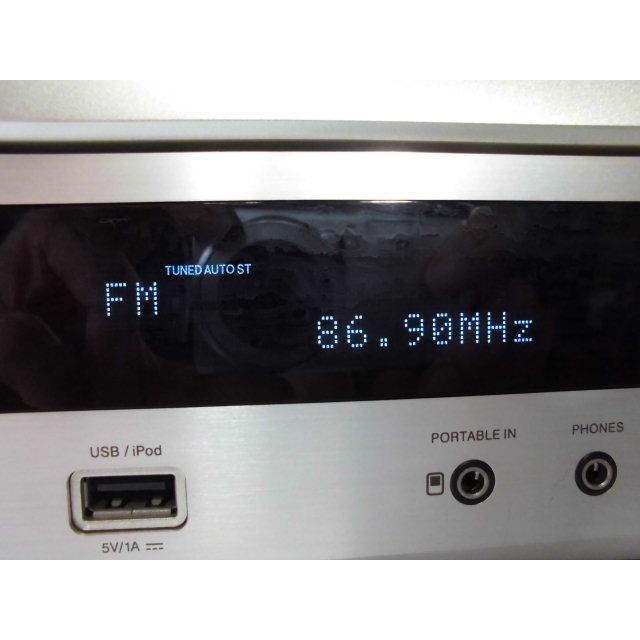 TUNED AUTO ST
FM
86.90MHz
USB / iPod
PORTABLE IN
PHONES
5V/1A